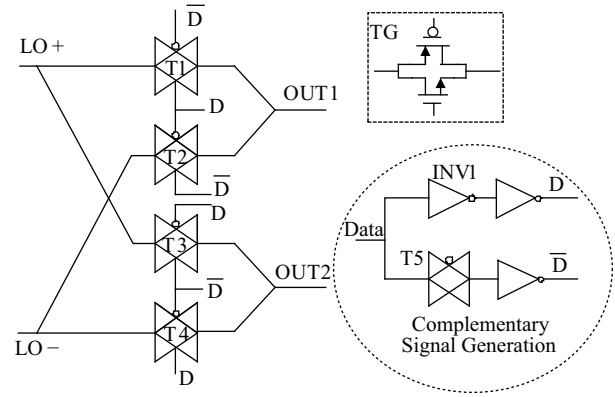 D̅
LO +
T1
OUT1
D
T2
D̅
D
T3
OUT2
D̅
LO −
T4
D
TG
INV1
D
Data
T5
D̅
Complementary
Signal Generation